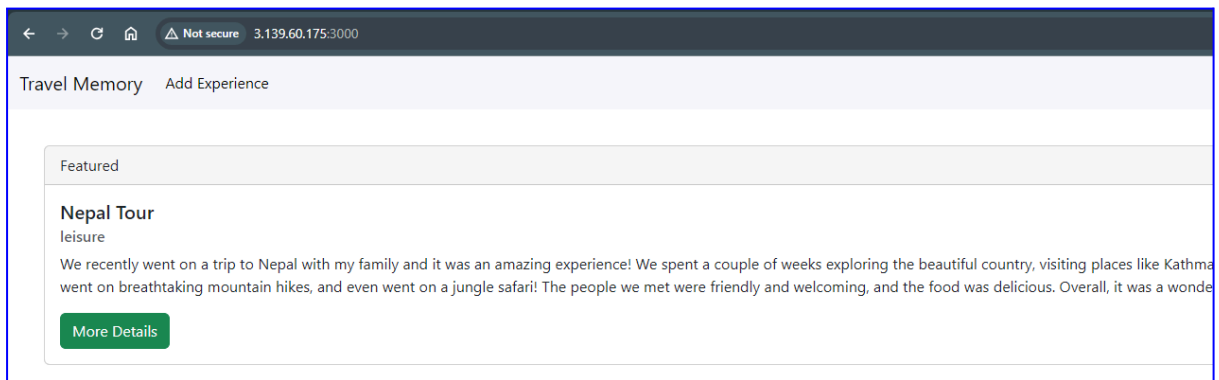 Not secure 3.139.60.175:3000
Travel Memory Add Experience
Featured
Nepal Tour
leisure
We recently went on a trip to Nepal with my family and it was an amazing experience! We spent a couple of weeks exploring the beautiful country, visiting places like Kathma
went on breathtaking mountain hikes, and even went on a jungle safari! The people we met were friendly and welcoming, and the food was delicious. Overall, it was a wonde
More Details